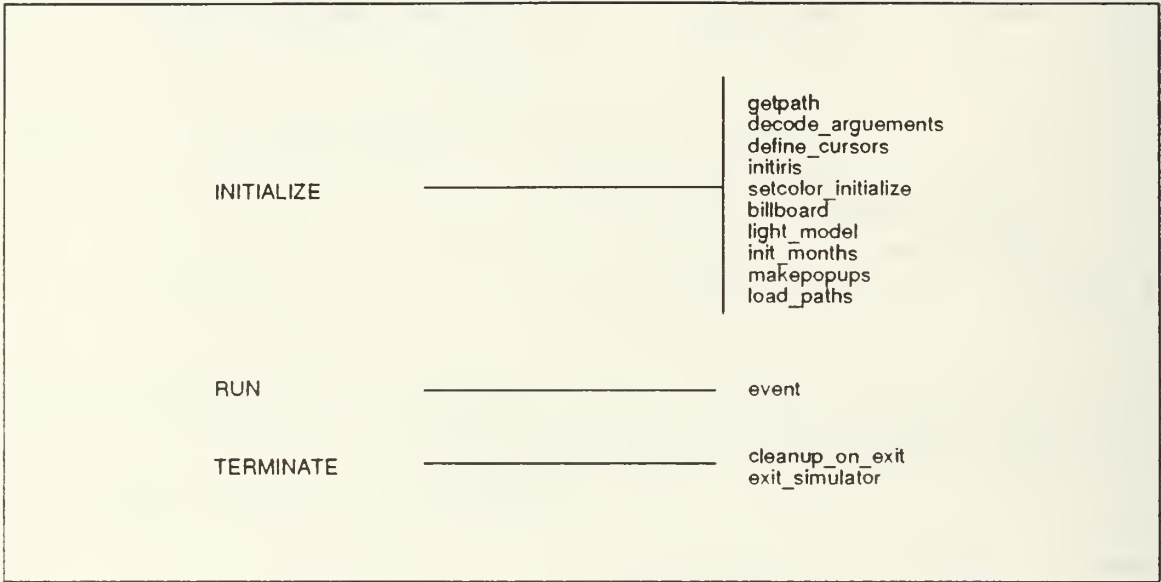 getpath
decode_arguements
define_cursors
initiris
INITIALIZE
setcolor_initialize
billboard
light_model
init_months
makepopups
load_paths
RUN
event
TERMINATE
cleanup_on_exit
exit_simulator